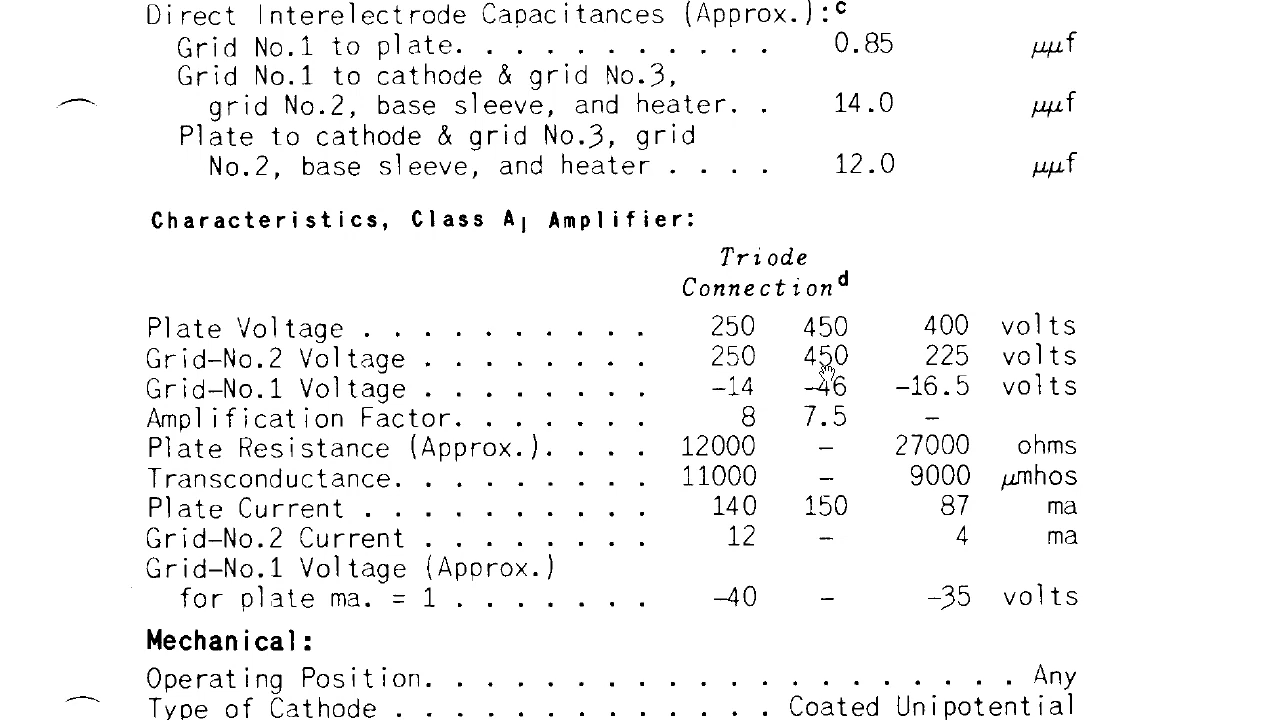 Direct Interelectrode Capacitances (Approx.):c
Grid No.1 to plate. . . . . . . . . . . 0.85 μμf
Grid No.1 to cathode & grid No.3,
grid No.2, base sleeve, and heater. . 14.0 μμf
Plate to cathode & grid No.3, grid
No.2, base sleeve, and heater . . . . 12.0 μμf
Characteristics, Class A1 Amplifier:
Triode
Connectiond
Plate Voltage . . . . . . . . . . 250 450 400 volts
Grid–No.2 Voltage . . . . . . . . 250 450 225 volts
Grid–No.1 Voltage . . . . . . . . –14 –46 –16.5 volts
Amplification Factor. . . . . . . 8 7.5 –
Plate Resistance (Approx.). . . . 12000 – 27000 ohms
Transconductance. . . . . . . . . 11000 – 9000 μmhos
Plate Current . . . . . . . . . . 140 150 87 ma
Grid–No.2 Current . . . . . . . . 12 – 4 ma
Grid–No.1 Voltage (Approx.)
for plate ma. = 1 . . . . . . . –40 – –35 volts
Mechanical:
Operating Position. . . . . . . . . . . . . . . . . . . . Any
Type of Cathode . . . . . . . . . . . . . Coated Unipotential